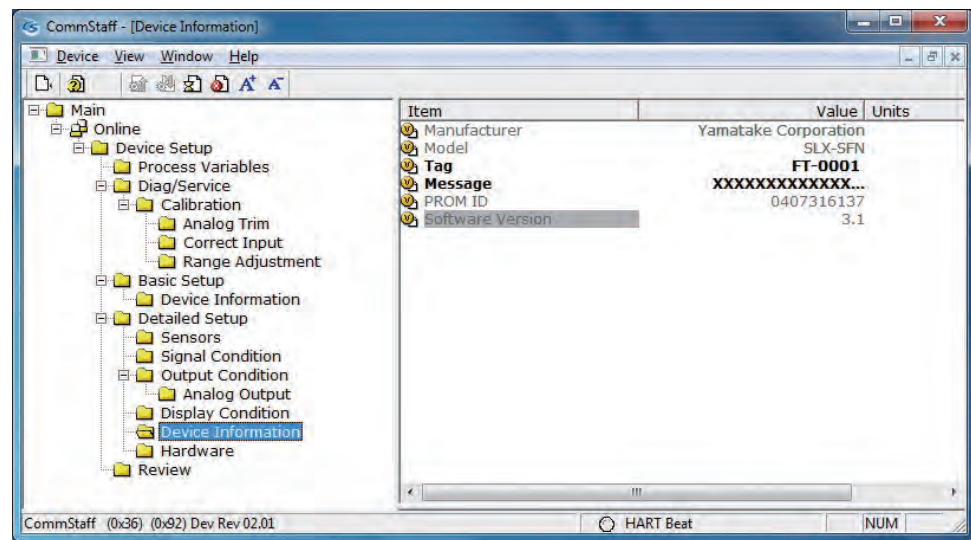 CommStaff - [Device Information]
Device View Window Help
Main
Online
Device Setup
Process Variables
Diag/Service
Calibration
Analog Trim
Correct Input
Range Adjustment
Basic Setup
Device Information
Detailed Setup
Sensors
Signal Condition
Output Condition
Analog Output
Display Condition
Device Information
Hardware
Review
Item Value Units
Manufacturer Yamatake Corporation
Model SLX-SFN
Tag FT-0001
Message XXXXXXXXXXXXX...
PROM ID 0407316137
Software Version 3.1
CommStaff (0x36) (0x92) Dev Rev 02.01 HART Beat NUM